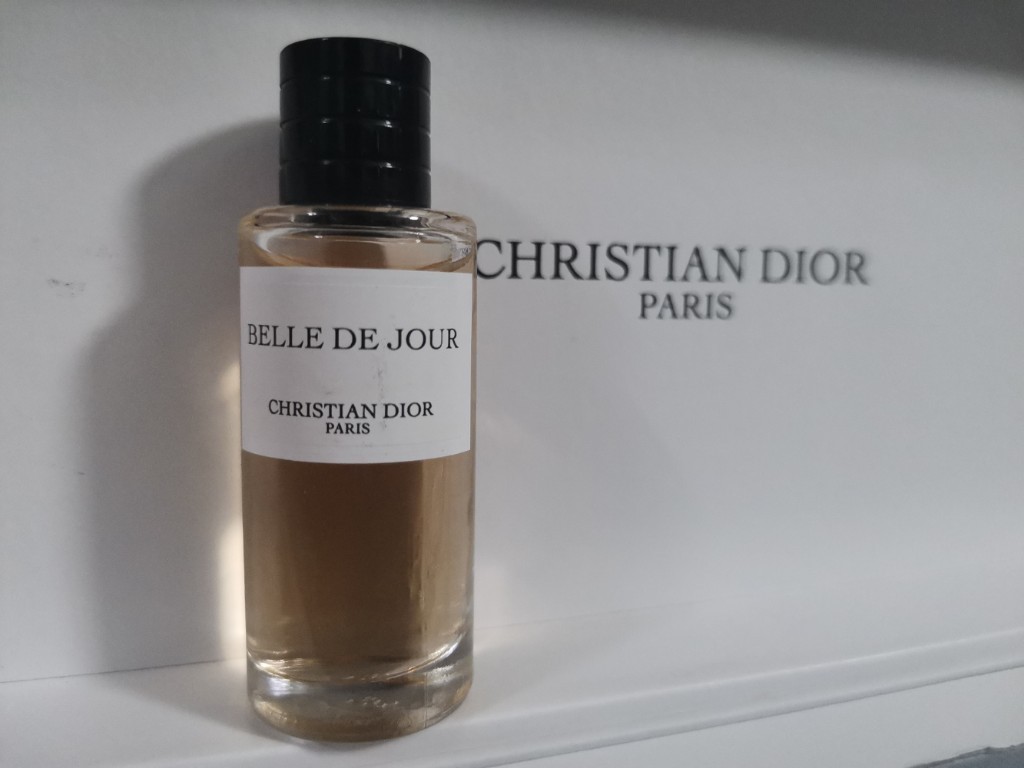 BELLE DE JOUR
CHRISTIAN DIOR
PARIS
CHRISTIAN DIOR
PARIS